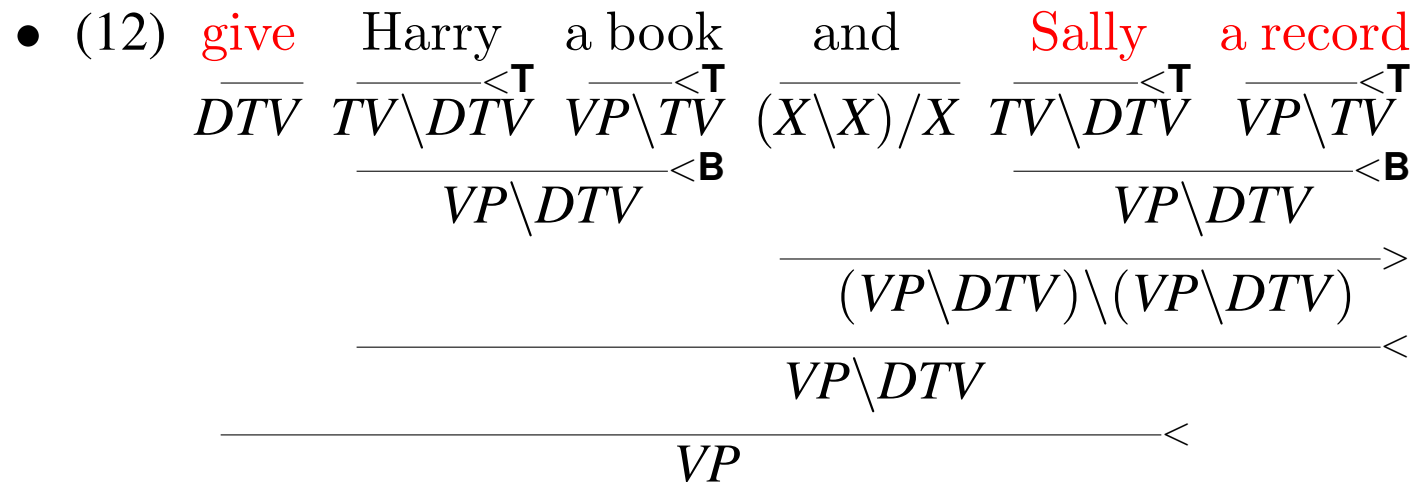 • (12) give Harry a book and Sally a record
<T <T <T <T
DTV TV\DTV VP\TV (X\X)/X TV\DTV VP\TV
<B <B
VP\DTV VP\DTV
>
(VP\DTV)\(VP\DTV)
<
VP\DTV
<
VP